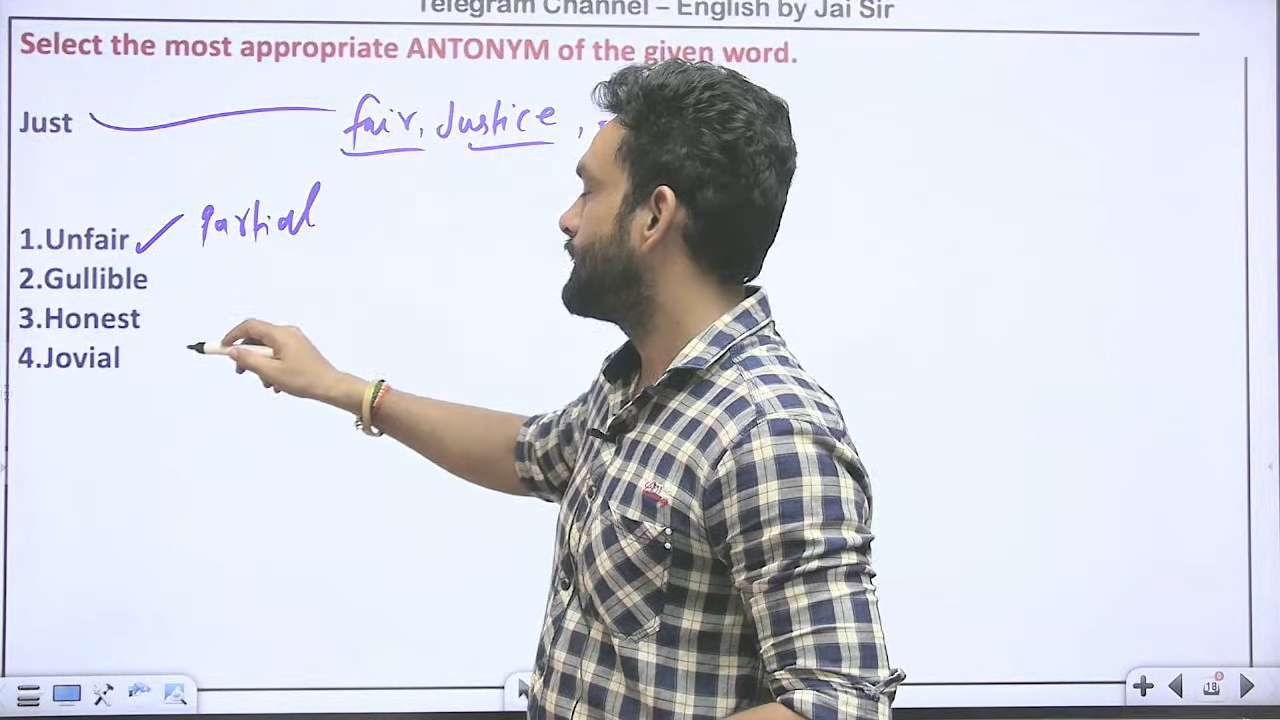 Telegram Channel – English by Jai Sir
Select the most appropriate ANTONYM of the given word.
Just fair, Justice,
1.Unfair partial
2.Gullible
3.Honest
4.Jovial
18